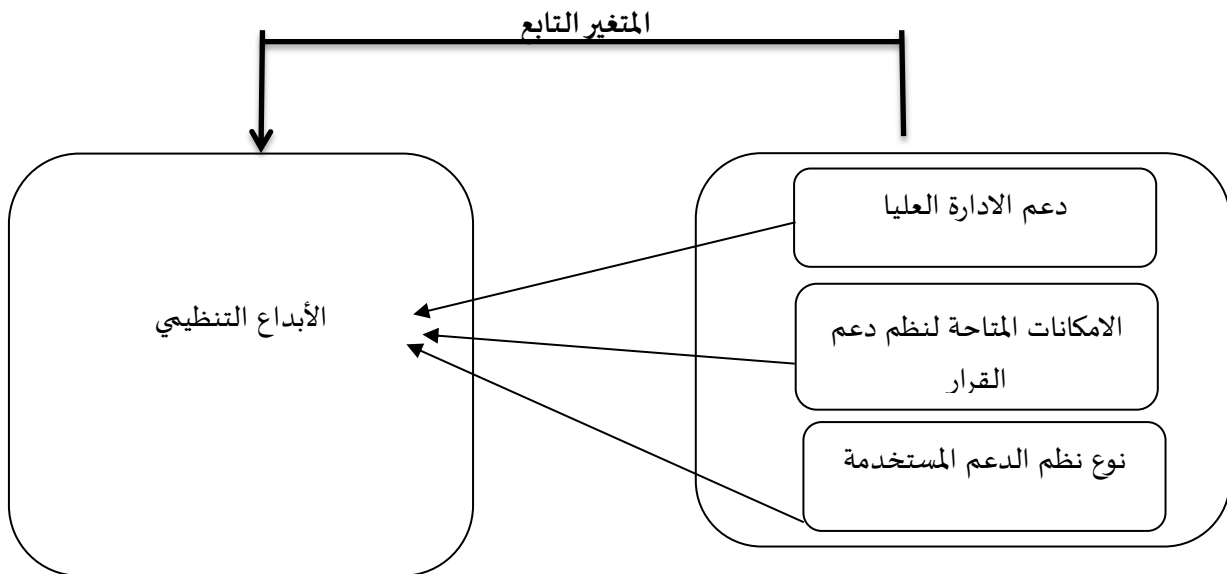 المتغير التابع
دعم الادارة العليا
الامكانات المتاحة لنظم دعم
القرار
نوع نظم الدعم المستخدمة
الأبداع التنظيمي